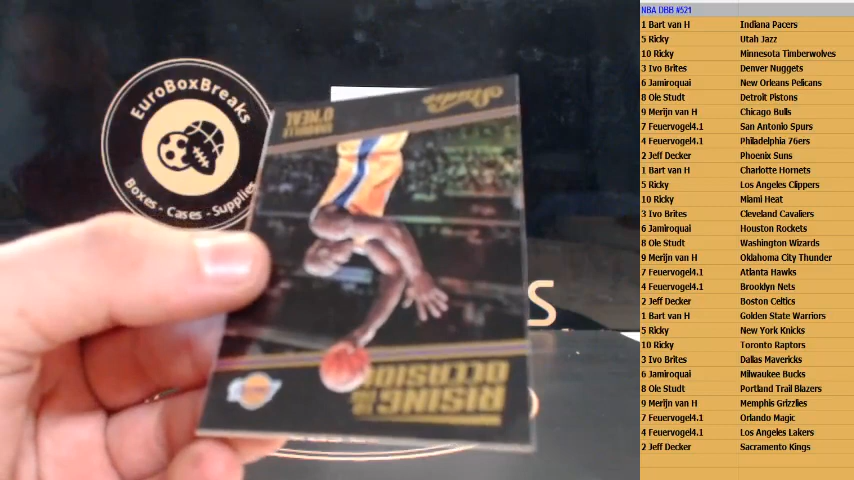 EuroBoxBreaks
Boxes - Cases - Supplies
Studio
SHAQUILLE
O'NEAL
RISING TO THE
OCCASION
S
NBA DBB #521
1 Bart van H Indiana Pacers
5 Ricky Utah Jazz
10 Ricky Minnesota Timberwolves
3 Ivo Brites Denver Nuggets
6 Jamiroquai New Orleans Pelicans
8 Ole Studt Detroit Pistons
9 Merijn van H Chicago Bulls
7 Feuervogel4.1 San Antonio Spurs
4 Feuervogel4.1 Philadelphia 76ers
2 Jeff Decker Phoenix Suns
1 Bart van H Charlotte Hornets
5 Ricky Los Angeles Clippers
10 Ricky Miami Heat
3 Ivo Brites Cleveland Cavaliers
6 Jamiroquai Houston Rockets
8 Ole Studt Washington Wizards
9 Merijn van H Oklahoma City Thunder
7 Feuervogel4.1 Atlanta Hawks
4 Feuervogel4.1 Brooklyn Nets
2 Jeff Decker Boston Celtics
1 Bart van H Golden State Warriors
5 Ricky New York Knicks
10 Ricky Toronto Raptors
3 Ivo Brites Dallas Mavericks
6 Jamiroquai Milwaukee Bucks
8 Ole Studt Portland Trail Blazers
9 Merijn van H Memphis Grizzlies
7 Feuervogel4.1 Orlando Magic
4 Feuervogel4.1 Los Angeles Lakers
2 Jeff Decker Sacramento Kings